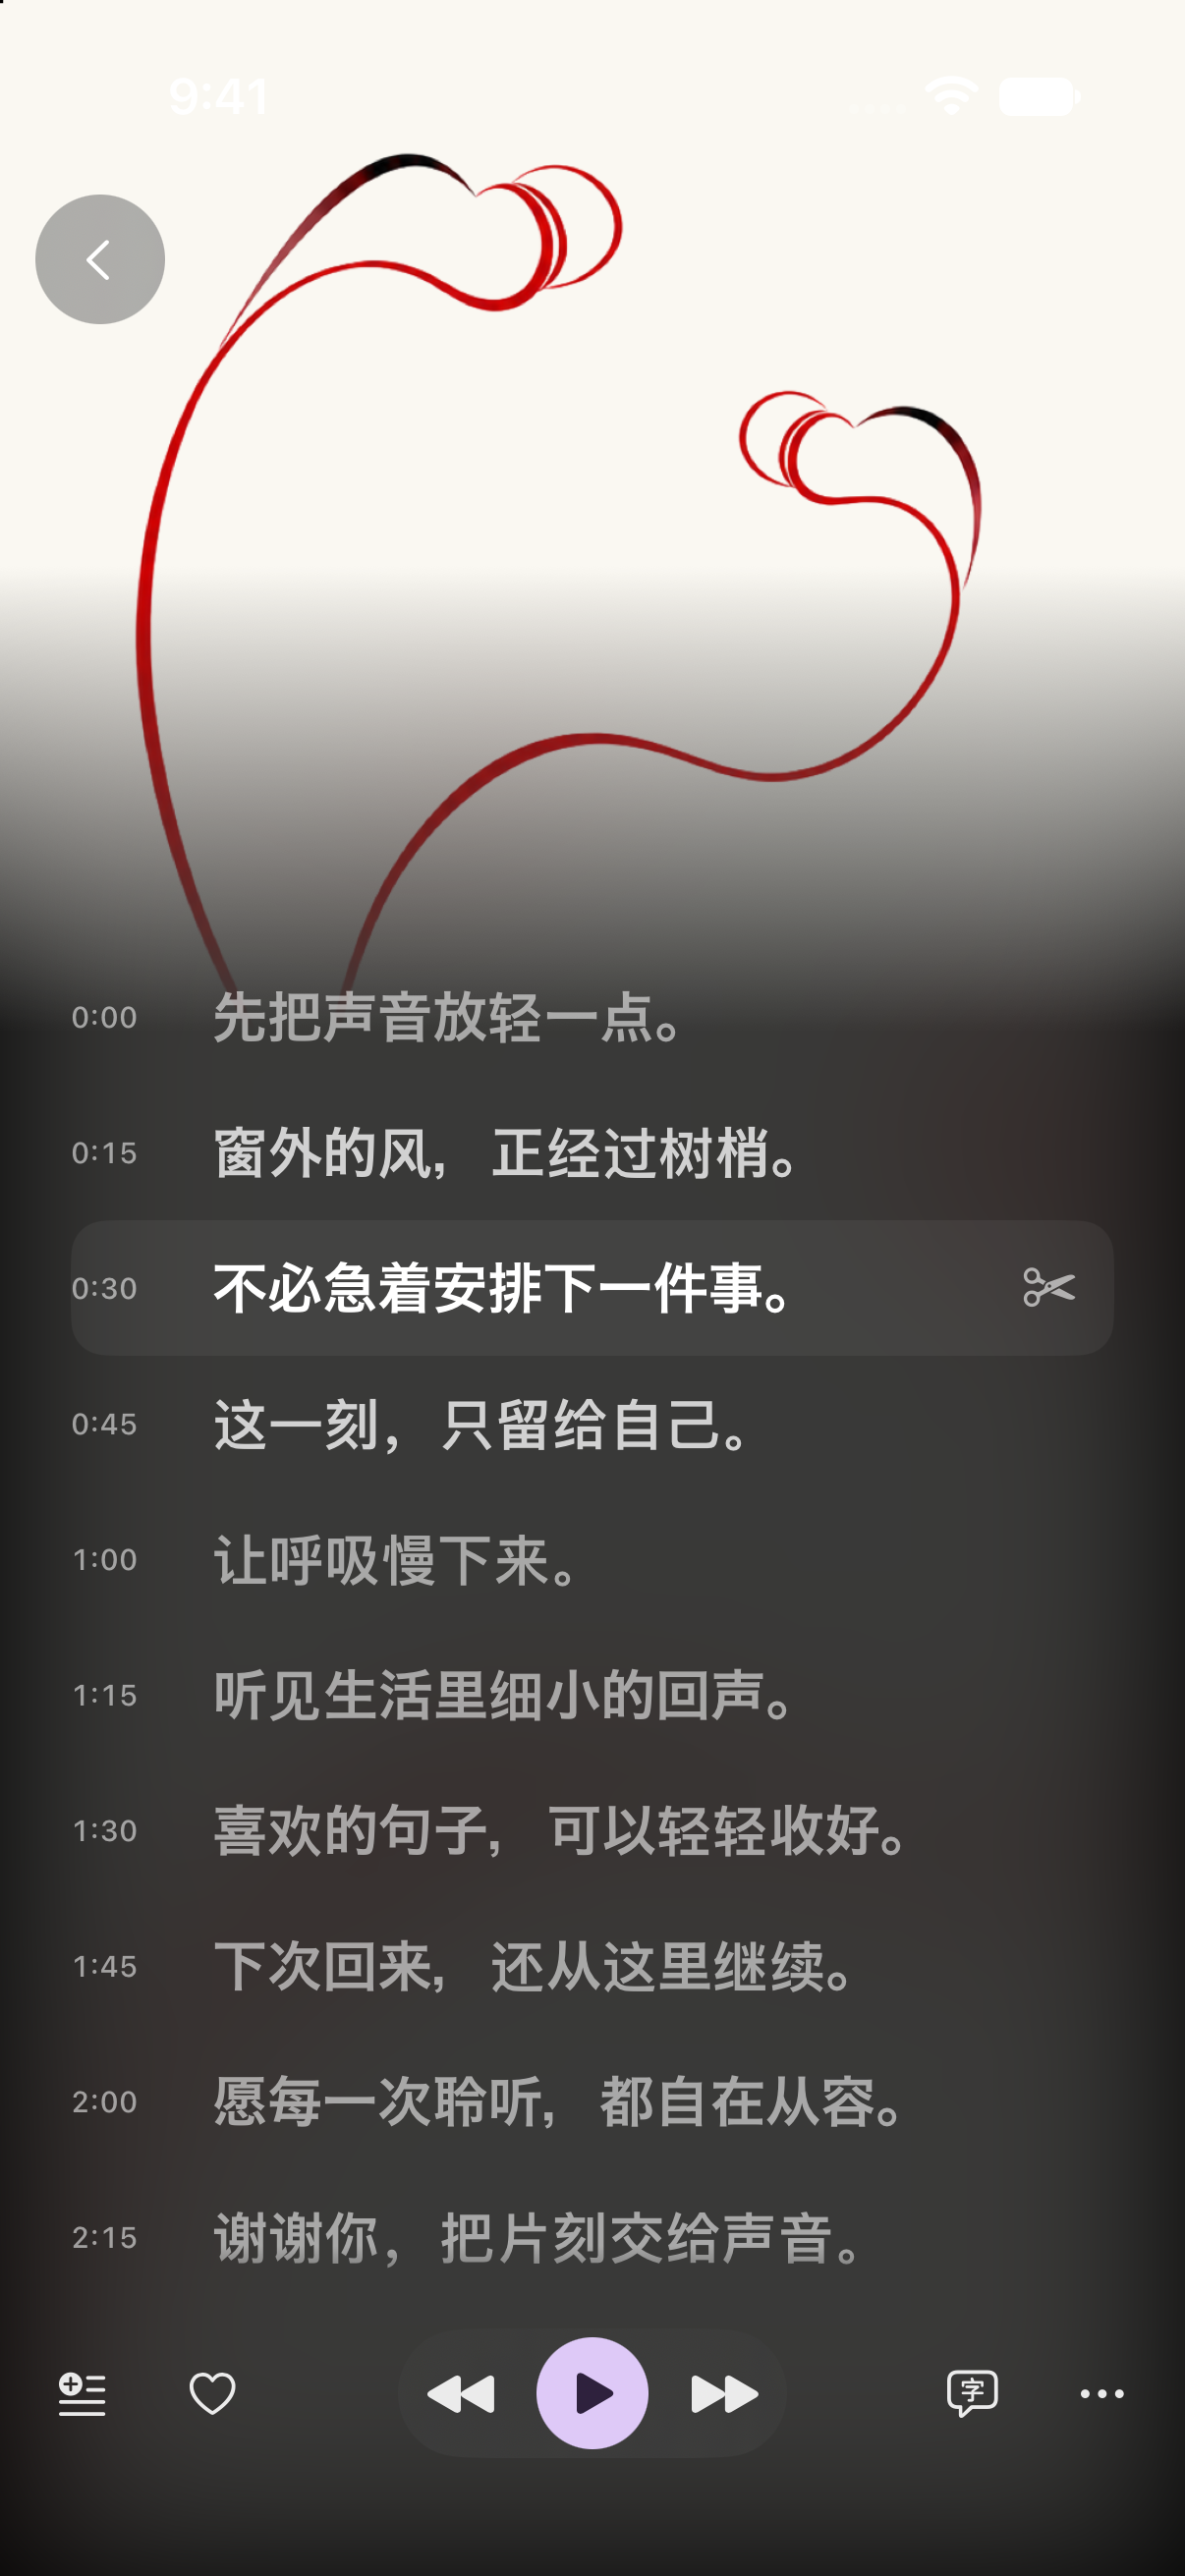 9:41
0:00 先把声音放轻一点。
0:15 窗外的风，正经过树梢。
0:30 不必急着安排下一件事。
0:45 这一刻，只留给自己。
1:00 让呼吸慢下来。
1:15 听见生活里细小的回声。
1:30 喜欢的句子，可以轻轻收好。
1:45 下次回来，还从这里继续。
2:00 愿每一次聆听，都自在从容。
2:15 谢谢你，把片刻交给声音。
字